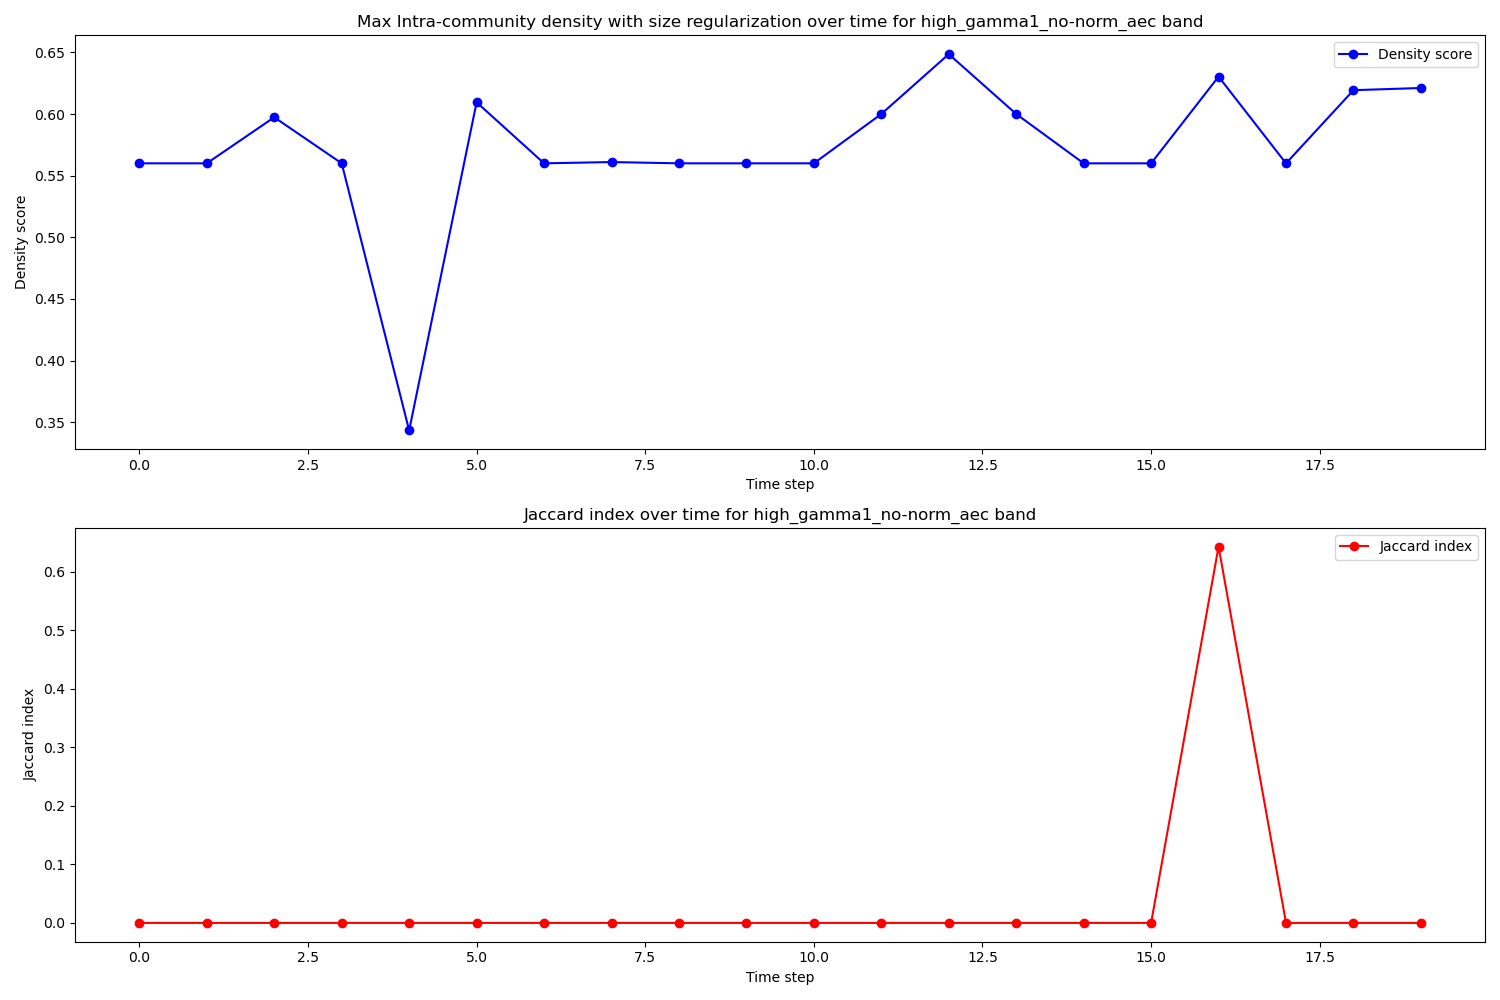 Max Intra-community density with size regularization over time for high_gamma1_no-norm_aec band
Density score
0.65
0.60
0.55
0.50
0.45
0.40
0.35
Density score
0.0 2.5 5.0 7.5 10.0 12.5 15.0 17.5
Time step
Jaccard index over time for high_gamma1_no-norm_aec band
Jaccard index
0.6
0.5
0.4
0.3
0.2
0.1
0.0
Jaccard index
0.0 2.5 5.0 7.5 10.0 12.5 15.0 17.5
Time step